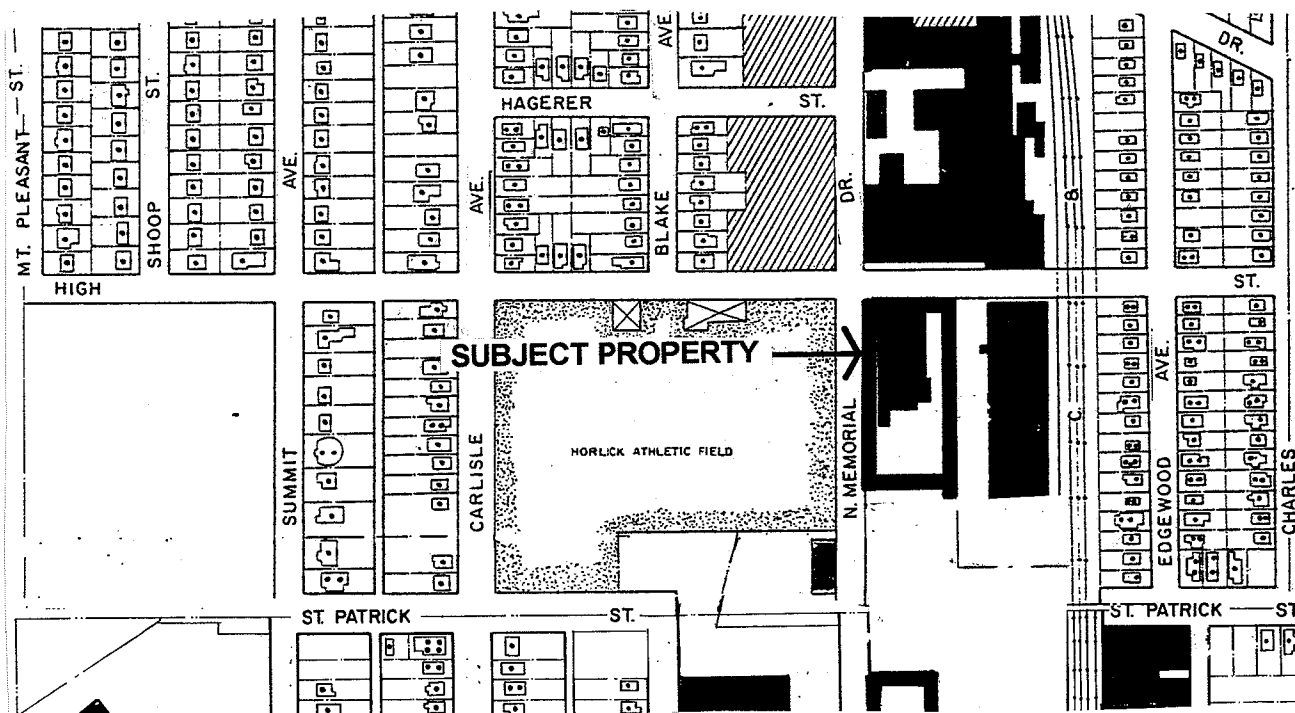 MT. PLEASANT ST.
SHOOP ST.
AVE.
AVE.
AVE.
HAGERER ST.
BLAKE
DR.
DR.
&
HIGH ST.
SUBJECT PROPERTY
HORLICK ATHLETIC FIELD
SUMMIT
CARLISLE
N. MEMORIAL
C.
EDGEWOOD AVE.
CHARLES
ST. PATRICK ST.
ST. PATRICK ST.